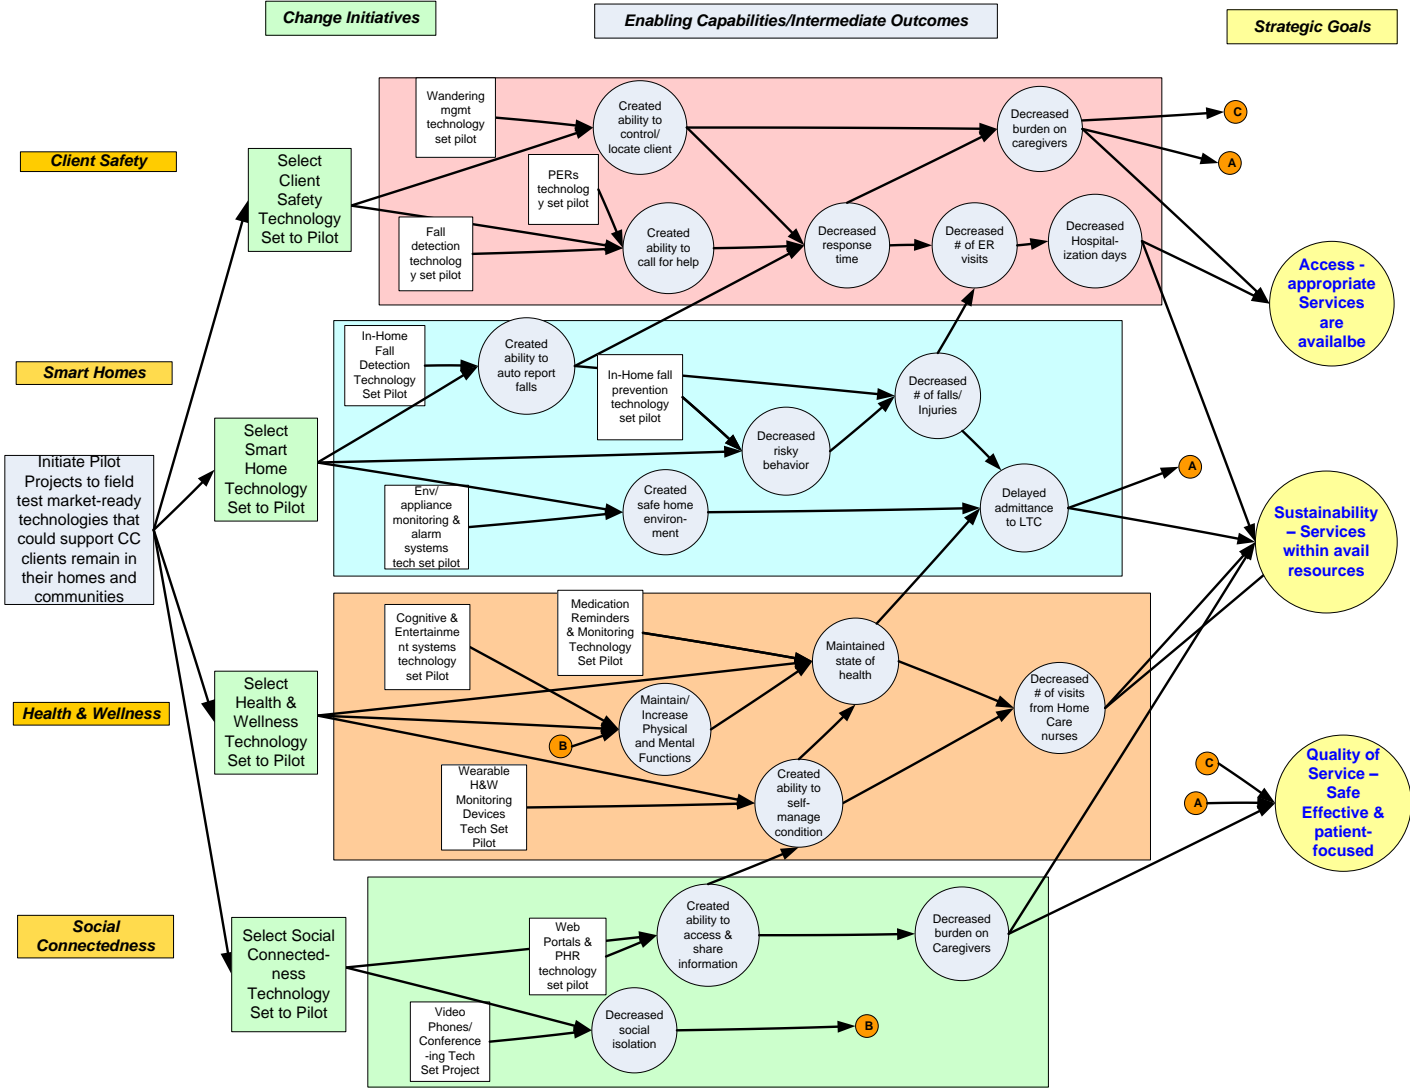 Change Initiatives
Enabling Capabilities/Intermediate Outcomes
Strategic Goals
Client Safety
Select
Client
Safety
Technology
Set to Pilot
Wandering
mgmt
technology
set pilot
Created
ability to
control/
locate client
Decreased
burden on
caregivers
C
A
PERs
technolog
y set pilot
Fall
detection
technolog
y set pilot
Created
ability to
call for help
Decreased
response
time
Decreased
# of ER
visits
Decreased
Hospital-
ization days
Access -
appropriate
Services
are
availalbe
Smart Homes
Select
Smart
Home
Technology
Set to Pilot
In-Home
Fall
Detection
Technology
Set Pilot
Created
ability to
auto report
falls
In-Home fall
prevention
technology
set pilot
Decreased
risky
behavior
Decreased
# of falls/
Injuries
Env/
appliance
monitoring &
alarm
systems
tech set pilot
Created
safe home
environ-
ment
Delayed
admittance
to LTC
A
Initiate Pilot
Projects to field
test market-ready
technologies that
could support CC
clients remain in
their homes and
communities
Sustainability
– Services
within avail
resources
Health & Wellness
Select
Health &
Wellness
Technology
Set to Pilot
Cognitive &
Entertainme
nt systems
technology
set Pilot
Medication
Reminders
& Monitoring
Technology
Set Pilot
Maintained
state of
health
Maintain/
Increase
Physical
and Mental
Functions
B
Decreased
# of visits
from Home
Care
nurses
Wearable
H&W
Monitoring
Devices
Tech Set
Pilot
Created
ability to
self-
manage
condition
C
A
Quality of
Service –
Safe
Effective &
patient-
focused
Social
Connectedness
Select Social
Connected-
ness
Technology
Set to Pilot
Web
Portals &
PHR
technology
set pilot
Created
ability to
access &
share
information
Decreased
burden on
Caregivers
Video
Phones/
Conference
-ing Tech
Set Project
Decreased
social
isolation
B